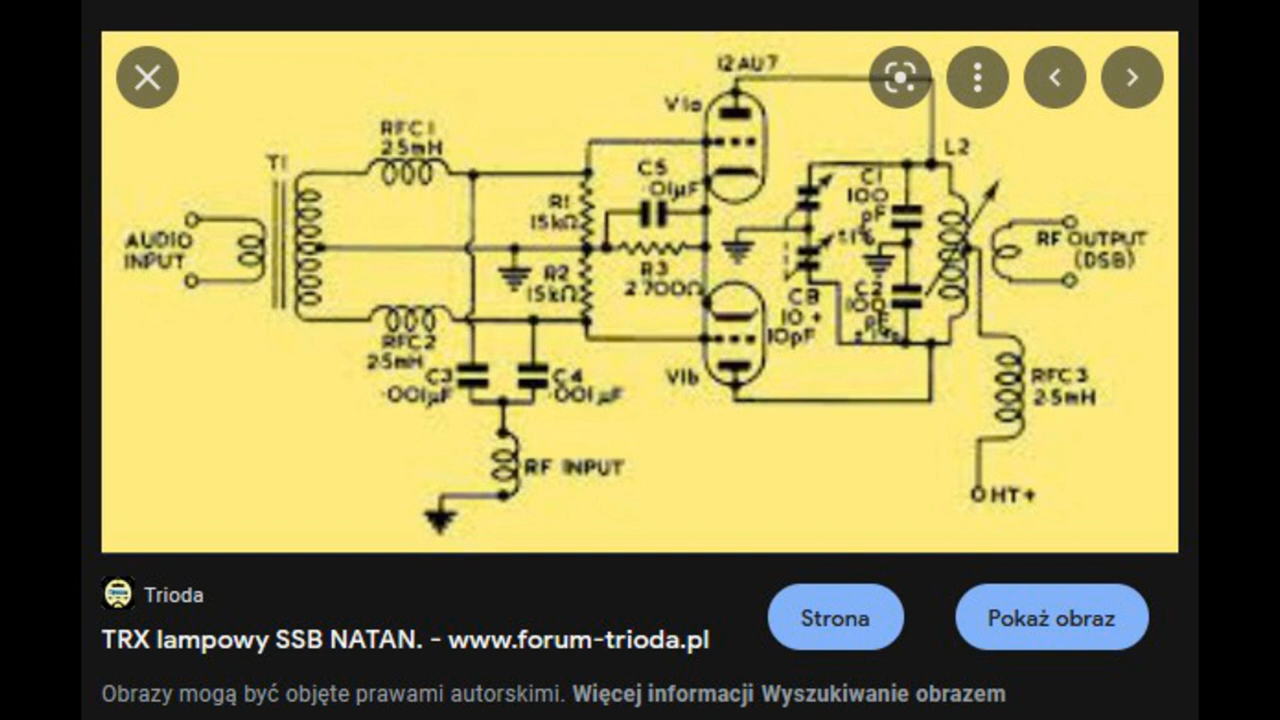 12AU7
V1a
RFC1
2·5mH
T1
L2
C5
·01µF
C1
100
pF
R1
15kΩ
AUDIO
INPUT
RF OUTPUT
(DSB)
R2
15kΩ
R3
2700Ω
C8
10+
10pF
C2
100
pF
RFC2
2·5mH
C3
·001µF
C4
·001µF
V1b
RFC3
2·5mH
RF INPUT
HT+
Trioda
TRX lampowy SSB NATAN. - www.forum-trioda.pl
Strona
Pokaż obraz
Obrazy mogą być objęte prawami autorskimi. Więcej informacji Wyszukiwanie obrazem